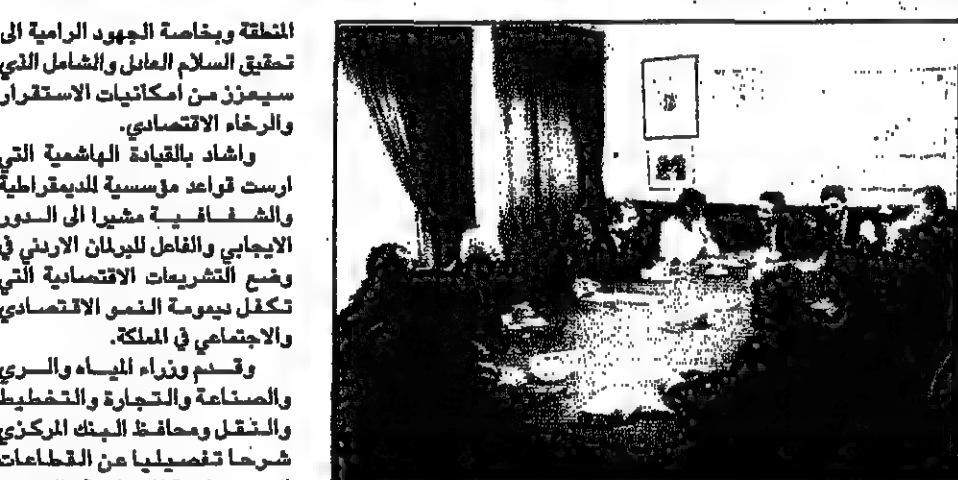 المنطقة وبخاصة الجهود الرامية الى
تحقيق السلام العادل والشامل الذي
سيعزز من امكانيات الاستقرار
والرخاء الاقتصادي.
واشاد بالقيادة الهاشمية التي
ارست قواعد مؤسسية للديمقراطية
والشفافية مشيرا الى الدور
الايجابي والفاعل للبرلمان الاردني في
وضع التشريعات الاقتصادية التي
تكفل ديمومة النمو الاقتصادي
والاجتماعي في المملكة.
وقدم وزراء المياه والري
والصناعة والتجارة والتخطيط
والنقل ومحافظ البنك المركزي
شرحا تفصيليا عن القطاعات